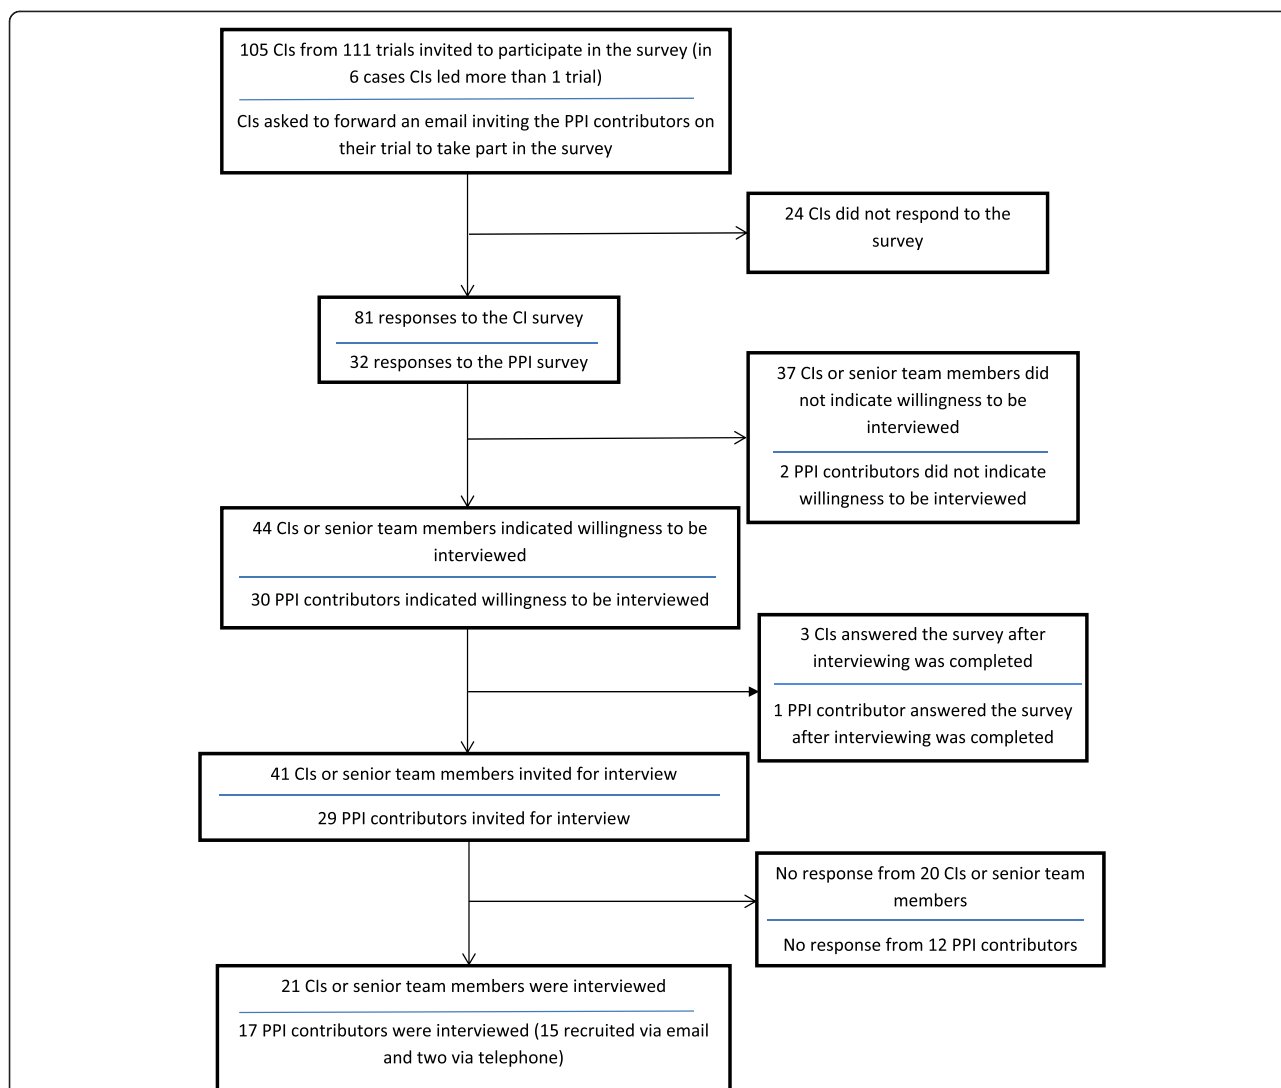 105 CIs from 111 trials invited to participate in the survey (in
6 cases CIs led more than 1 trial)
CIs asked to forward an email inviting the PPI contributors on
their trial to take part in the survey
24 CIs did not respond to the
survey
81 responses to the CI survey
32 responses to the PPI survey
37 CIs or senior team members did
not indicate willingness to be
interviewed
2 PPI contributors did not indicate
willingness to be interviewed
44 CIs or senior team members indicated willingness to be
interviewed
30 PPI contributors indicated willingness to be interviewed
3 CIs answered the survey after
interviewing was completed
1 PPI contributor answered the survey
after interviewing was completed
41 CIs or senior team members invited for interview
29 PPI contributors invited for interview
No response from 20 CIs or senior team
members
No response from 12 PPI contributors
21 CIs or senior team members were interviewed
17 PPI contributors were interviewed (15 recruited via email
and two via telephone)